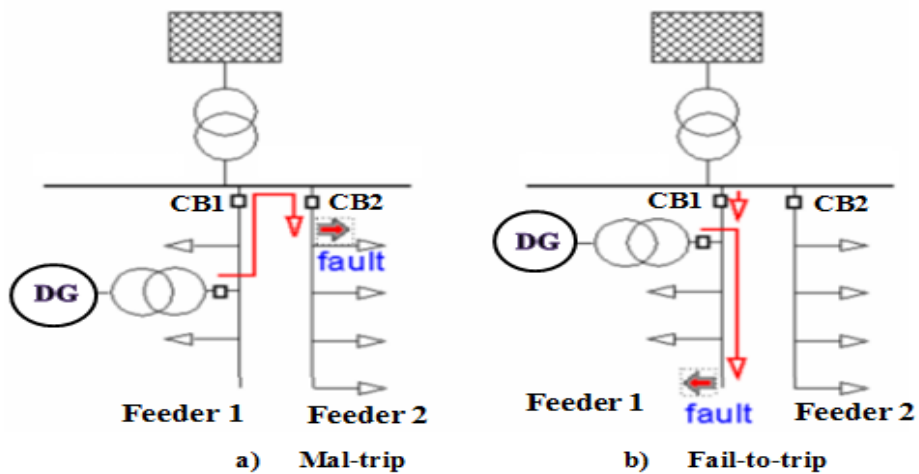 CB1 CB2
fault
DG
Feeder 1 Feeder 2
a) Mal-trip
CB1 CB2
DG
Feeder 1 Feeder 2
fault
b) Fail-to-trip